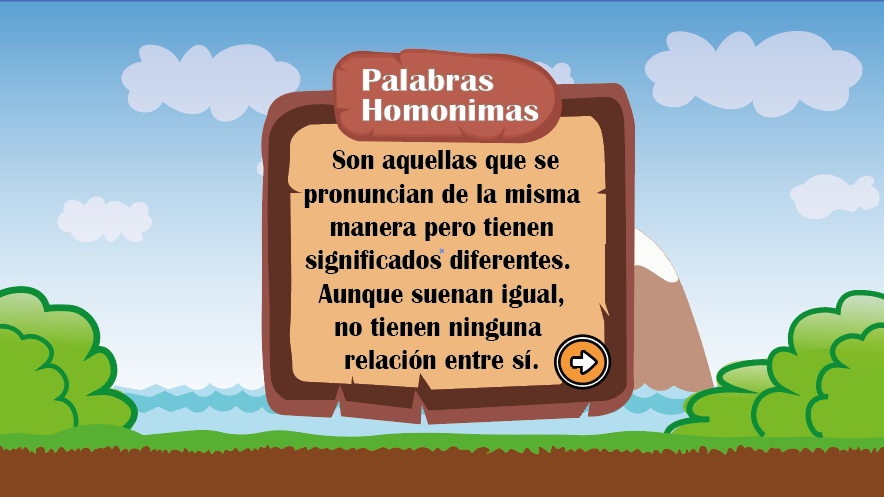 Palabras
Homonimas
Son aquellas que se
pronuncian de la misma
manera pero tienen
significados diferentes.
Aunque suenan igual,
no tienen ninguna
relación entre sí.